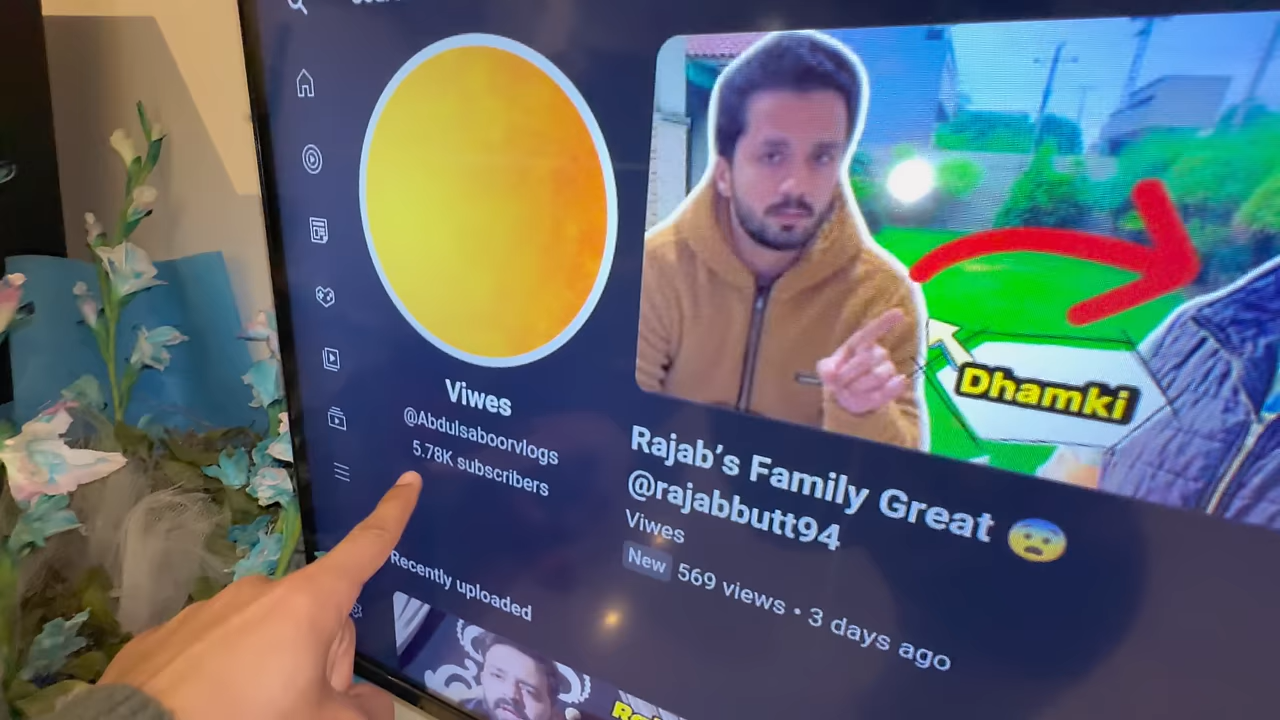 Viwes
@Abdulsaboorvlogs
5.78K subscribers
Dhamki
Rajab's Family Great 😨
@rajabbutt94
Viwes
New 569 views • 3 days ago
Recently uploaded